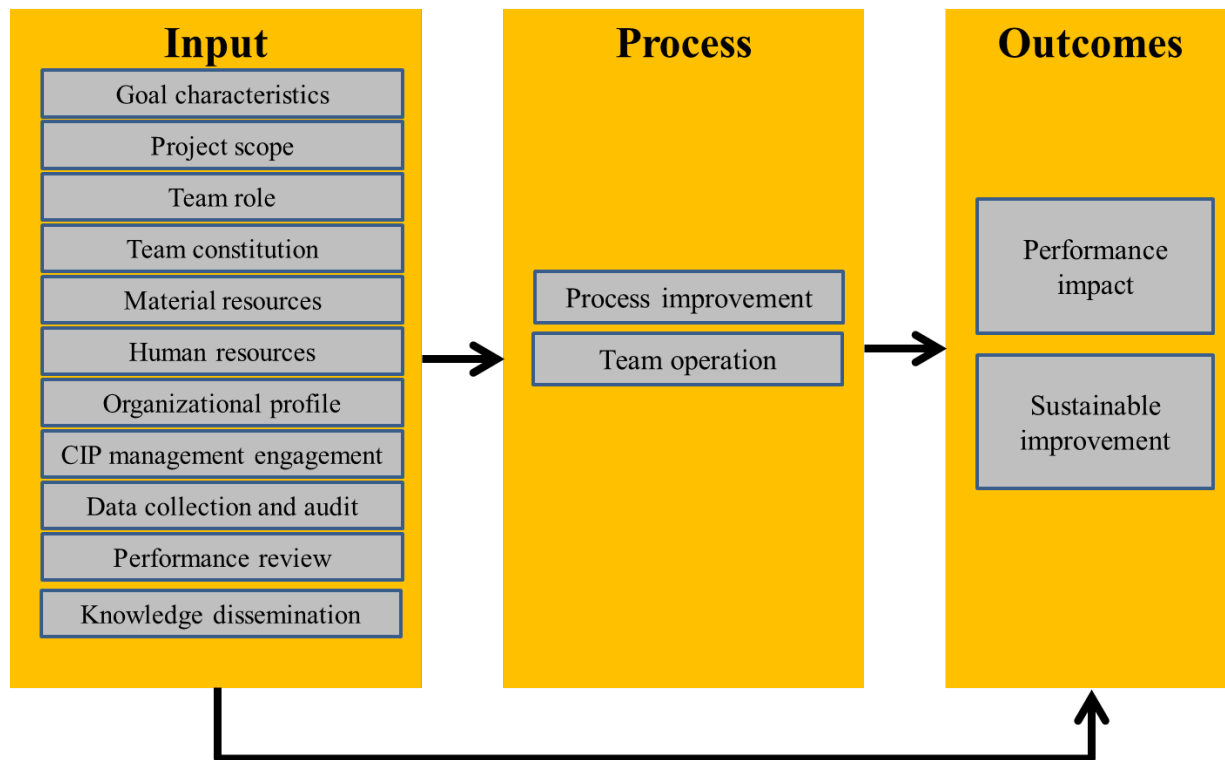 Input
Goal characteristics
Project scope
Team role
Team constitution
Material resources
Human resources
Organizational profile
CIP management engagement
Data collection and audit
Performance review
Knowledge dissemination
Process
Process improvement
Team operation
Outcomes
Performance
impact
Sustainable
improvement